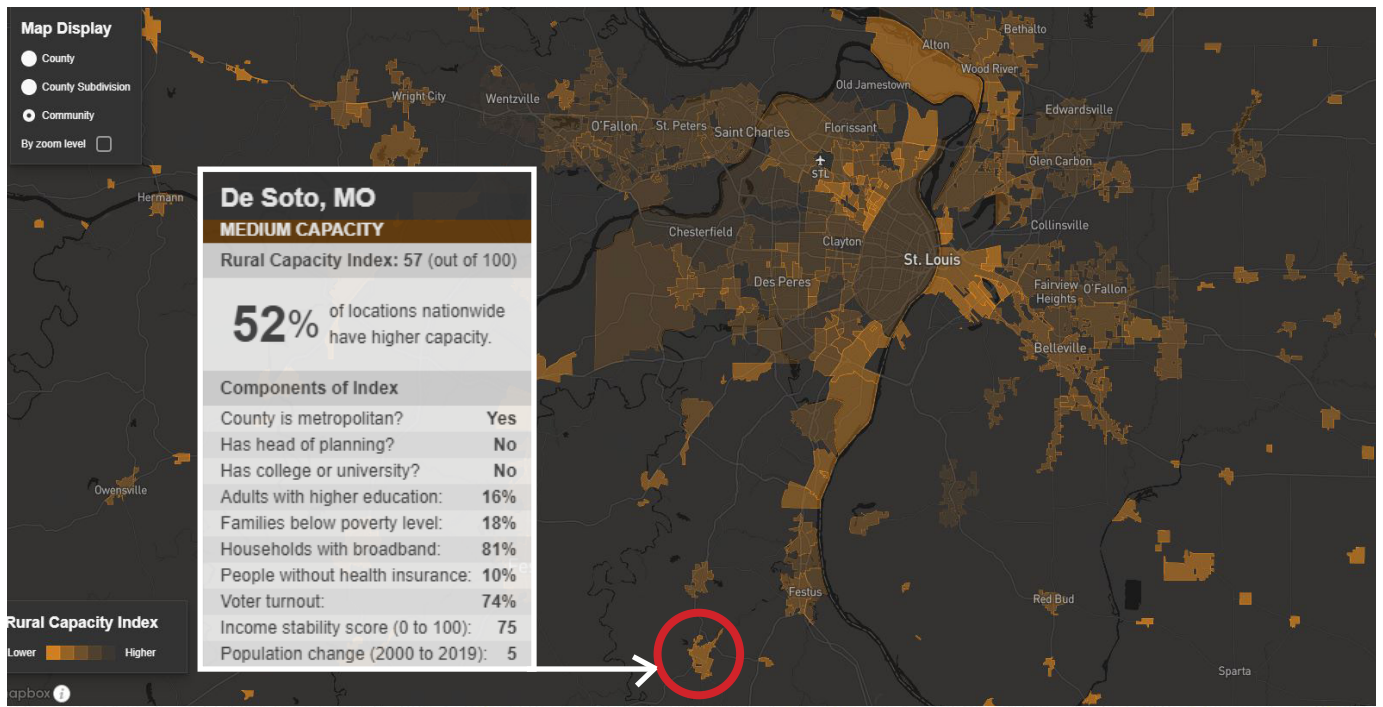 Map Display
County
County Subdivision
Community
By zoom level
De Soto, MO
MEDIUM CAPACITY
Rural Capacity Index: 57 (out of 100)
52% of locations nationwide
have higher capacity.
Components of Index
County is metropolitan? Yes
Has head of planning? No
Has college or university? No
Adults with higher education: 16%
Families below poverty level: 18%
Households with broadband: 81%
People without health insurance: 10%
Voter turnout: 74%
Income stability score (0 to 100): 75
Population change (2000 to 2019): 5
Bethalto
Alton
Wood River
Old Jamestown
Wright City
Wentzville
Edwardsville
O'Fallon
St. Peters
Saint Charles
Florissant
Glen Carbon
STL
Hermann
Chesterfield
Clayton
Collinsville
St. Louis
Des Peres
Fairview
Heights
O'Fallon
Belleville
Owensville
Festus
Red Bud
Sparta
Rural Capacity Index
Lower
Higher
apbox
i